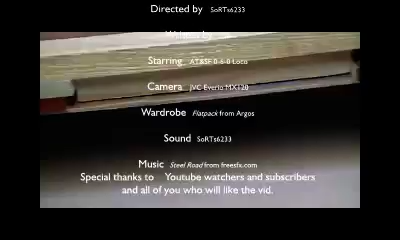 Directed by SoRTs6233
Written by
Starring AT&SF 0-6-0 Loco
Camera JVC Everio MX120
Wardrobe Flatpack from Argos
Sound SoRTs6233
Music Steel Road from freesfx.com
Special thanks to Youtube watchers and subscribers
and all of you who will like the vid.